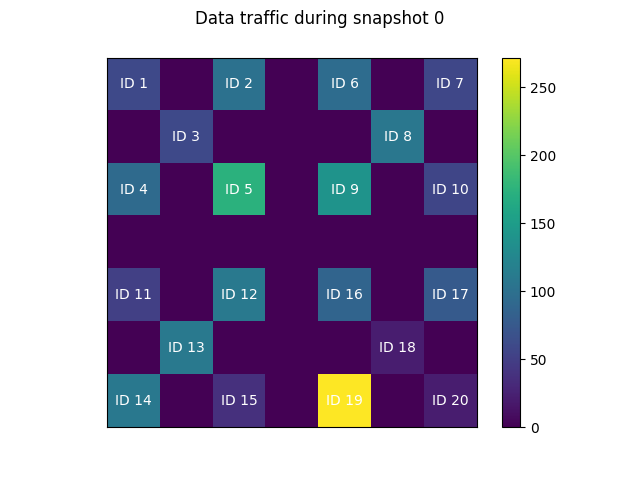 Data traffic during snapshot 0
ID 1 ID 2 ID 6 ID 7
ID 3 ID 8
ID 4 ID 5 ID 9 ID 10
ID 11 ID 12 ID 16 ID 17
ID 13 ID 18
ID 14 ID 15 ID 19 ID 20
250
200
150
100
50
0